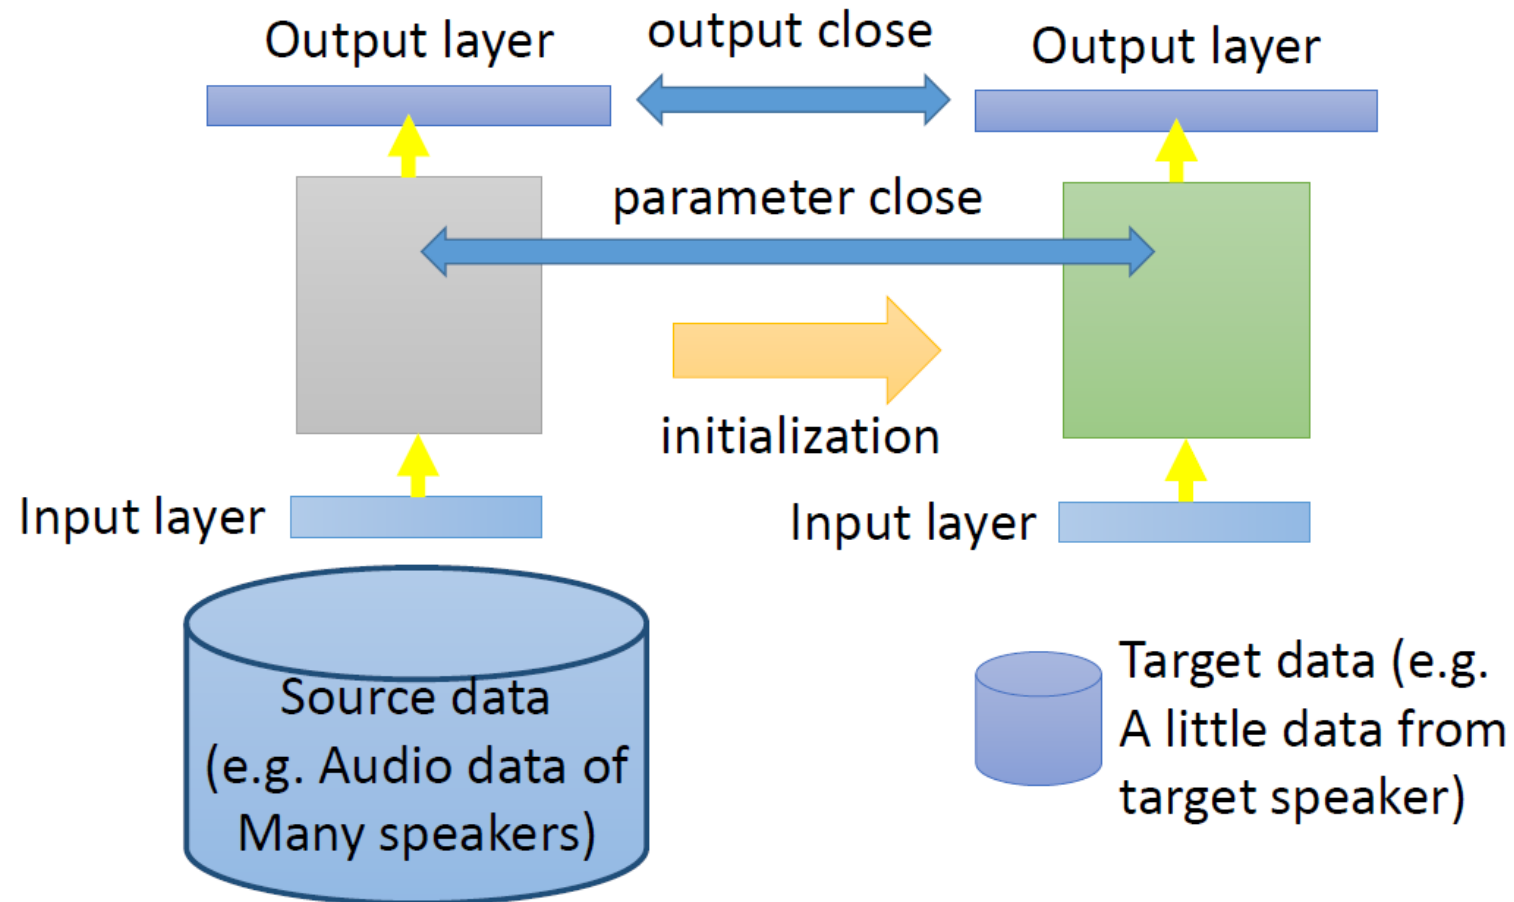 Output layer
output close
Output layer
parameter close
initialization
Input layer
Input layer
Source data
(e.g. Audio data of
Many speakers)
Target data (e.g.
A little data from
target speaker)